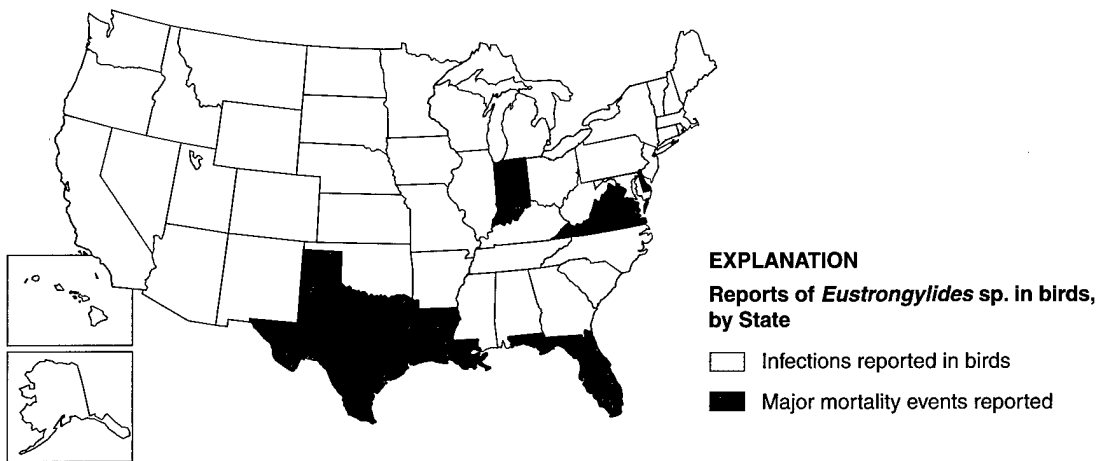 EXPLANATION
Reports of Eustrongylides sp. in birds,
by State
Infections reported in birds
Major mortality events reported